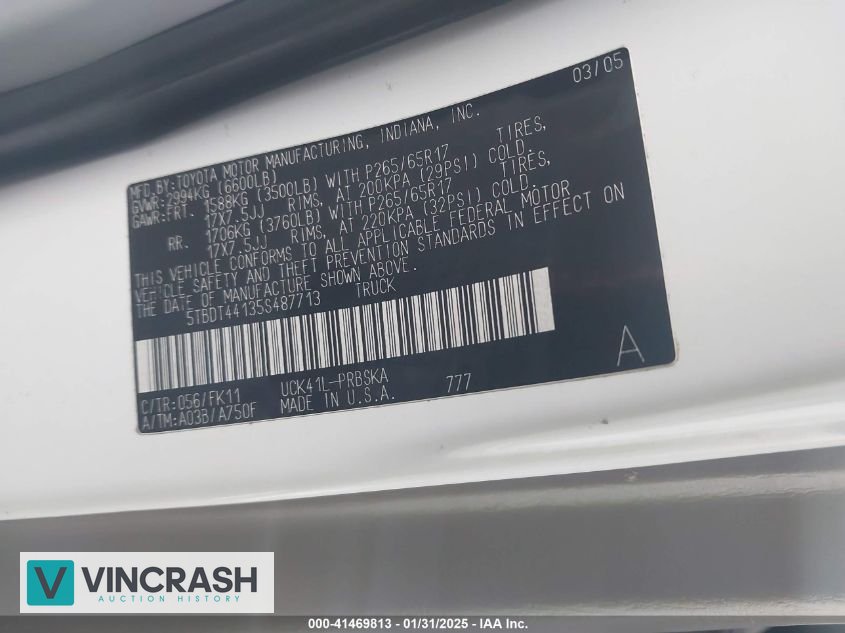 03/05
MFD.BY:TOYOTA MOTOR MANUFACTURING, INDIANA, INC.
GVWR:2994KG (6600LB)
GAWR:FRT. 1588KG (3500LB) WITH P265/65R17 TIRES,
17X7.5JJ RIMS, AT 200KPA (29PSI) COLD.
RR. 1706KG (3760LB) WITH P265/65R17 TIRES,
17X7.5JJ RIMS, AT 220KPA (32PSI) COLD.
THIS VEHICLE CONFORMS TO ALL APPLICABLE FEDERAL MOTOR
VEHICLE SAFETY AND THEFT PREVENTION STANDARDS IN EFFECT ON
THE DATE OF MANUFACTURE SHOWN ABOVE.
5TBDT44135S487713 TRUCK
A
C/TR:056/FK11 UCK41L-PRBSKA 777
A/TM:A03B/A750F MADE IN U.S.A.
VINCRASH
AUCTION HISTORY
000-41469813 - 01/31/2025 - IAA Inc.